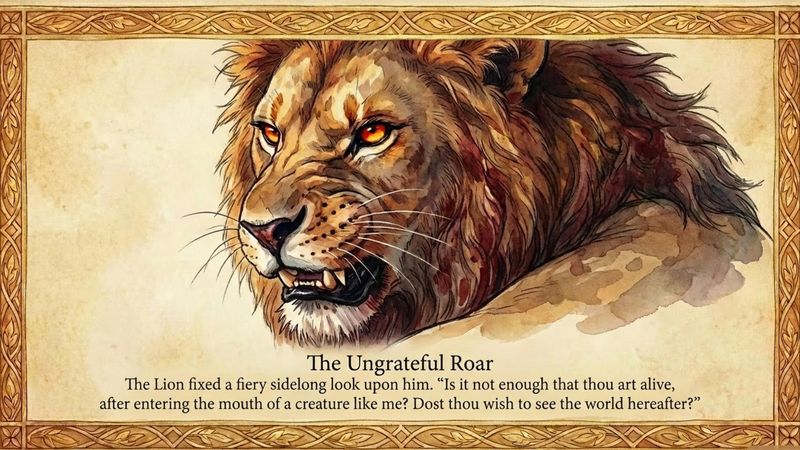 The Ungrateful Roar
The Lion fixed a fiery sidelong look upon him. “Is it not enough that thou art alive,
after entering the mouth of a creature like me? Dost thou wish to see the world hereafter?”